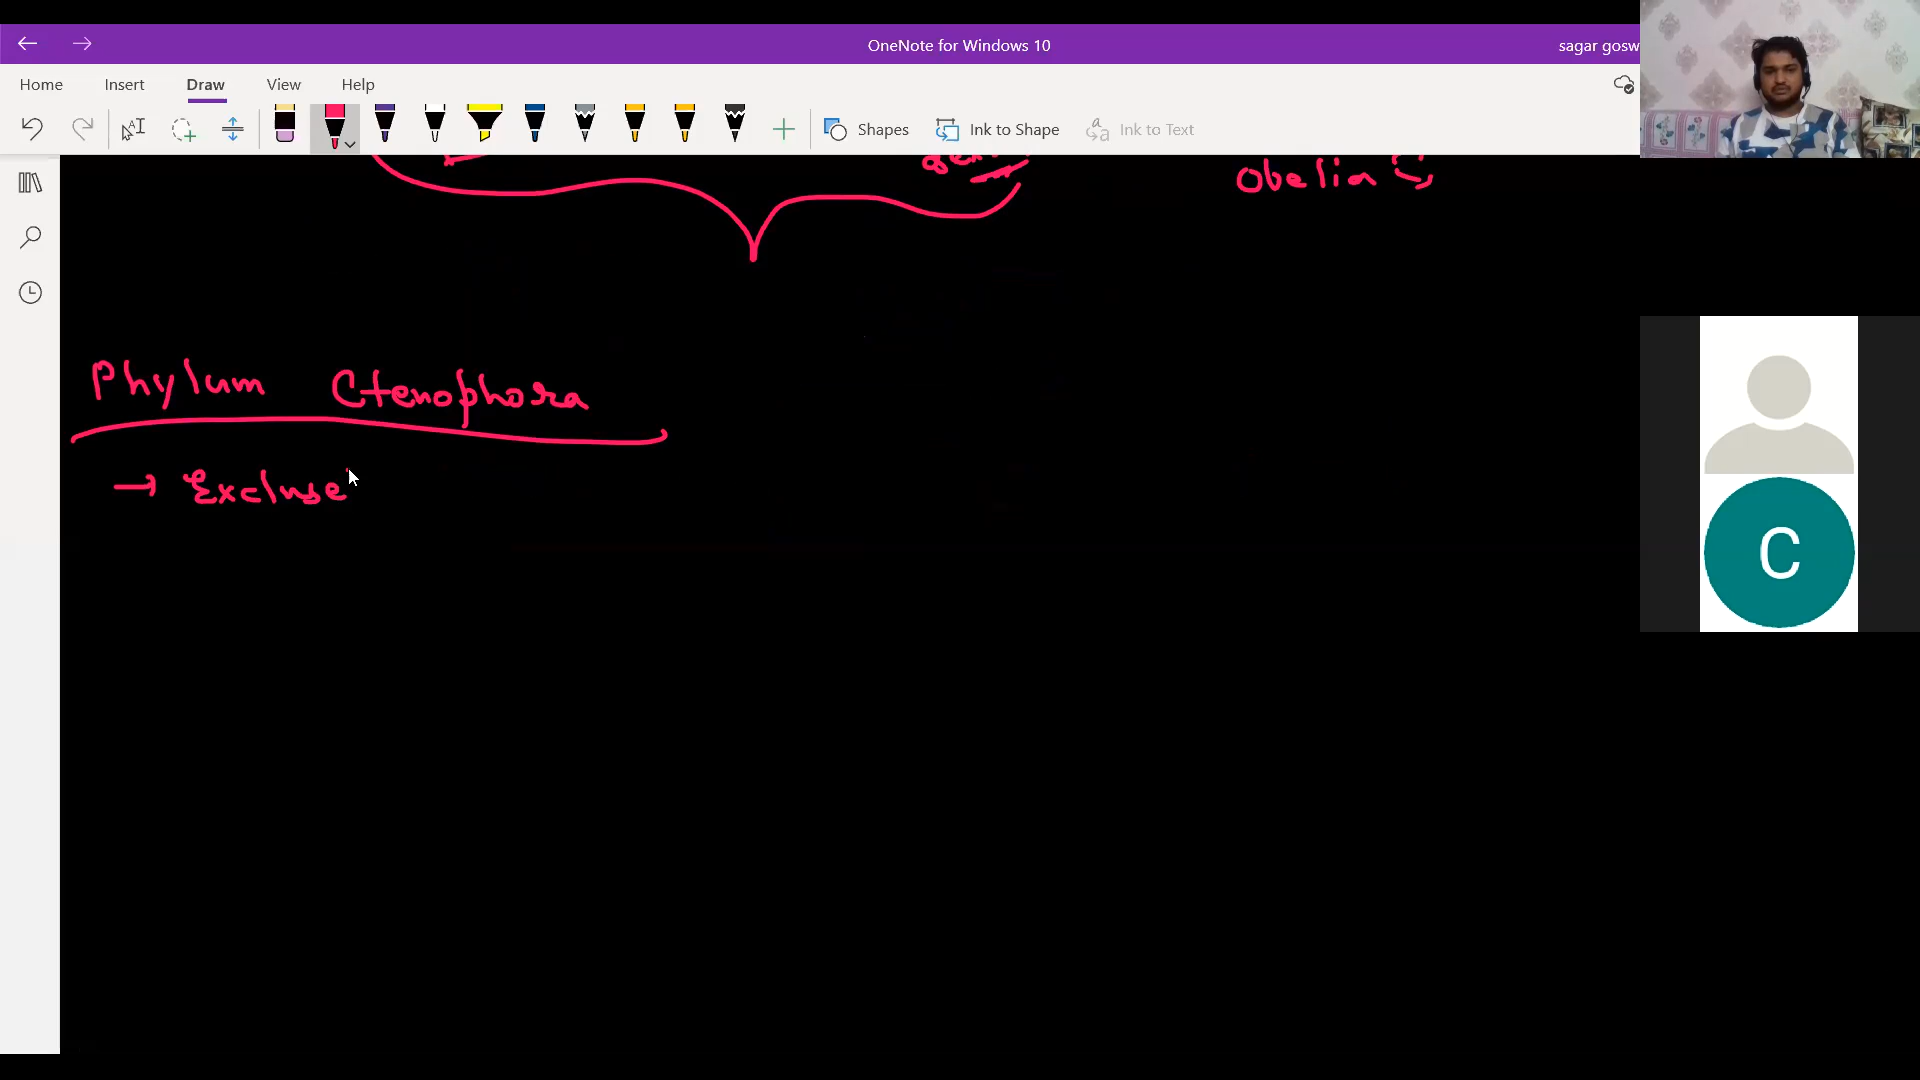 OneNote for Windows 10
sagar gosw
Home Insert Draw View Help
Shapes Ink to Shape Ink to Text
Obelia
Phylum Ctenophora
→ Excluse
C